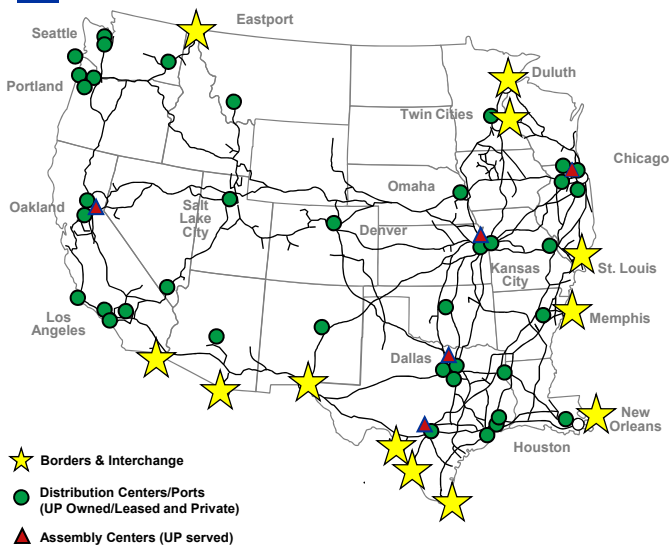 Seattle
Eastport
Portland
Duluth
Twin Cities
Chicago
Omaha
Oakland
Salt
Lake
City
Denver
Kansas
City
St. Louis
Los
Angeles
Memphis
Dallas
New
Orleans
Houston
Borders & Interchange
Distribution Centers/Ports
(UP Owned/Leased and Private)
Assembly Centers (UP served)